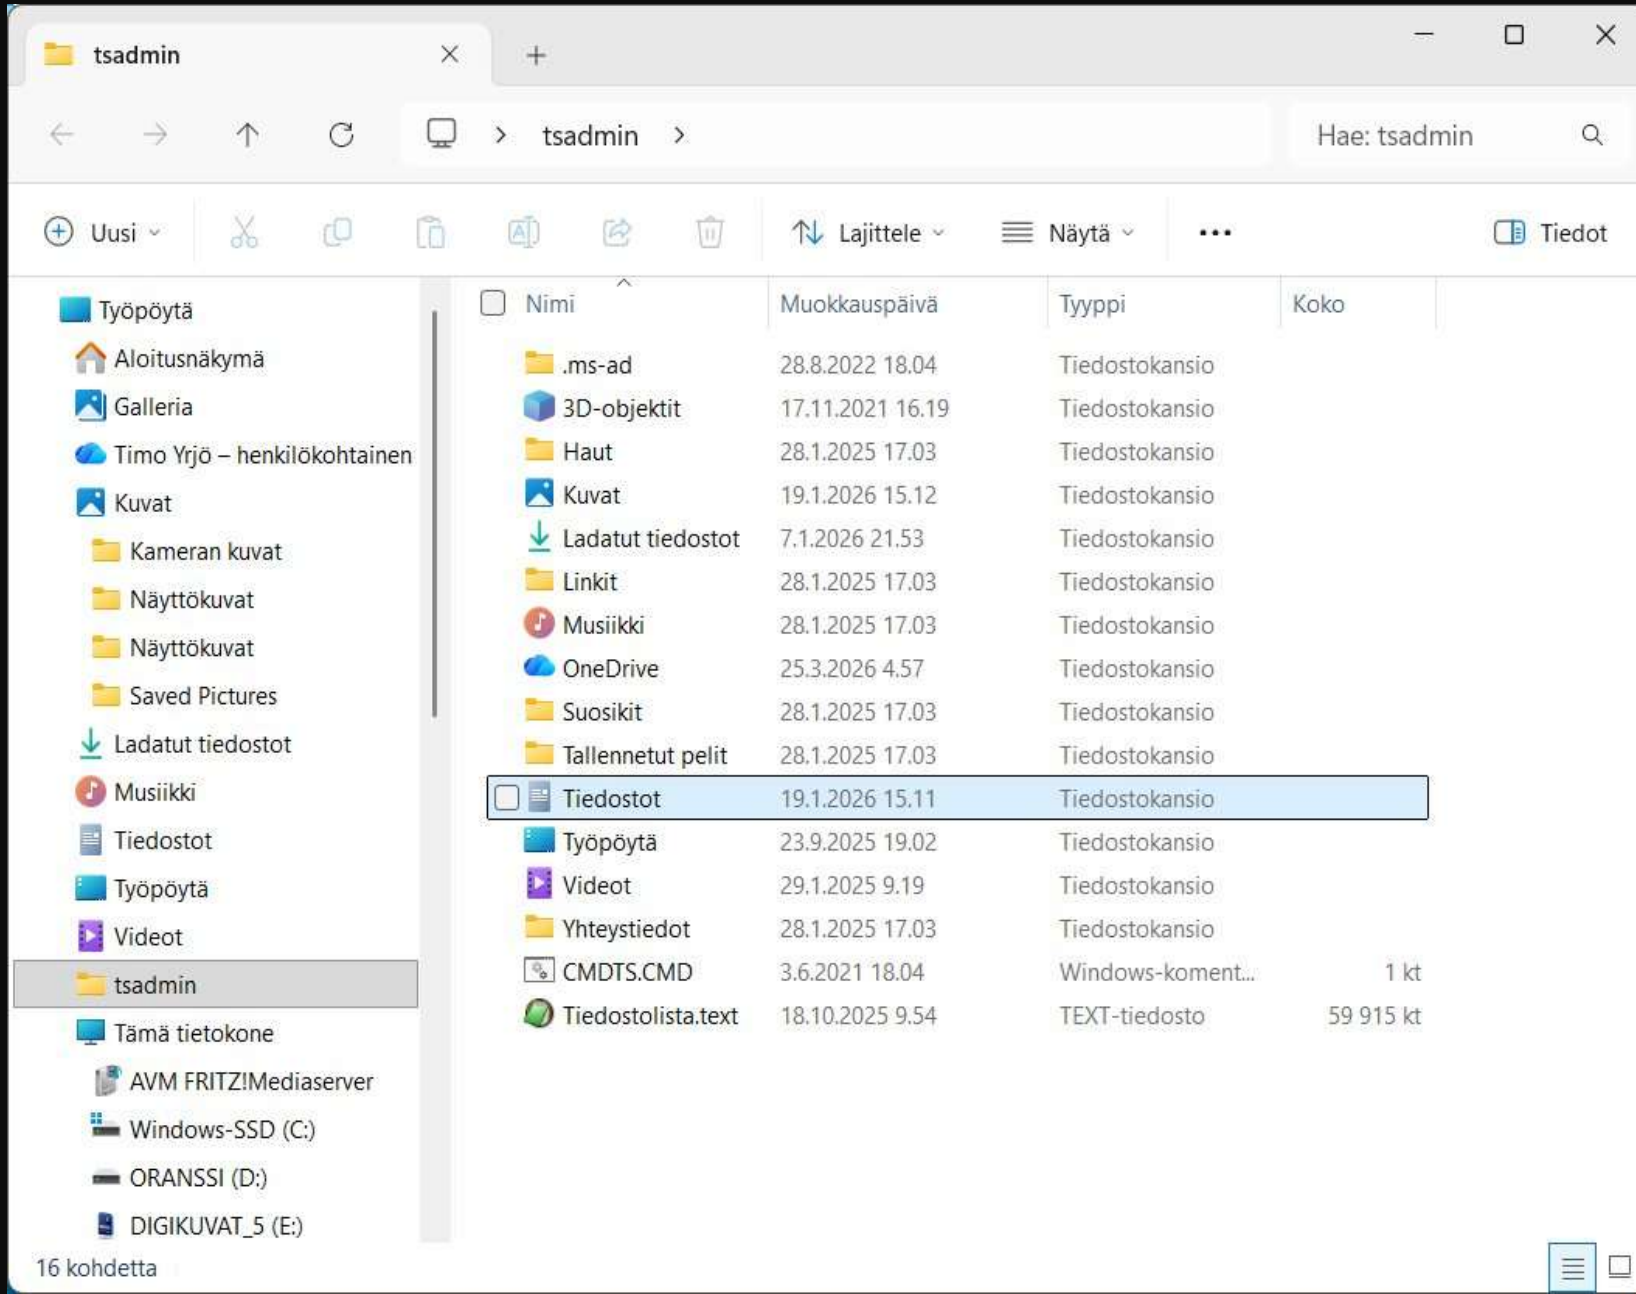 tsadmin
tsadmin
Hae: tsadmin
Uusi
Lajittele
Näytä
Tiedot
Työpöytä
Aloitusnäkymä
Galleria
Timo Yrjö – henkilökohtainen
Kuvat
Kameran kuvat
Näyttökuvat
Näyttökuvat
Saved Pictures
Ladatut tiedostot
Musiikki
Tiedostot
Työpöytä
Videot
tsadmin
Tämä tietokone
AVM FRITZ!Mediaserver
Windows-SSD (C:)
ORANSSI (D:)
DIGIKUVAT_5 (E:)
Nimi Muokkauspäivä Tyyppi Koko
.ms-ad 28.8.2022 18.04 Tiedostokansio
3D-objektit 17.11.2021 16.19 Tiedostokansio
Haut 28.1.2025 17.03 Tiedostokansio
Kuvat 19.1.2026 15.12 Tiedostokansio
Ladatut tiedostot 7.1.2026 21.53 Tiedostokansio
Linkit 28.1.2025 17.03 Tiedostokansio
Musiikki 28.1.2025 17.03 Tiedostokansio
OneDrive 25.3.2026 4.57 Tiedostokansio
Suosikit 28.1.2025 17.03 Tiedostokansio
Tallennetut pelit 28.1.2025 17.03 Tiedostokansio
Tiedostot 19.1.2026 15.11 Tiedostokansio
Työpöytä 23.9.2025 19.02 Tiedostokansio
Videot 29.1.2025 9.19 Tiedostokansio
Yhteystiedot 28.1.2025 17.03 Tiedostokansio
CMDTS.CMD 3.6.2021 18.04 Windows-koment... 1 kt
Tiedostolista.text 18.10.2025 9.54 TEXT-tiedosto 59 915 kt
16 kohdetta